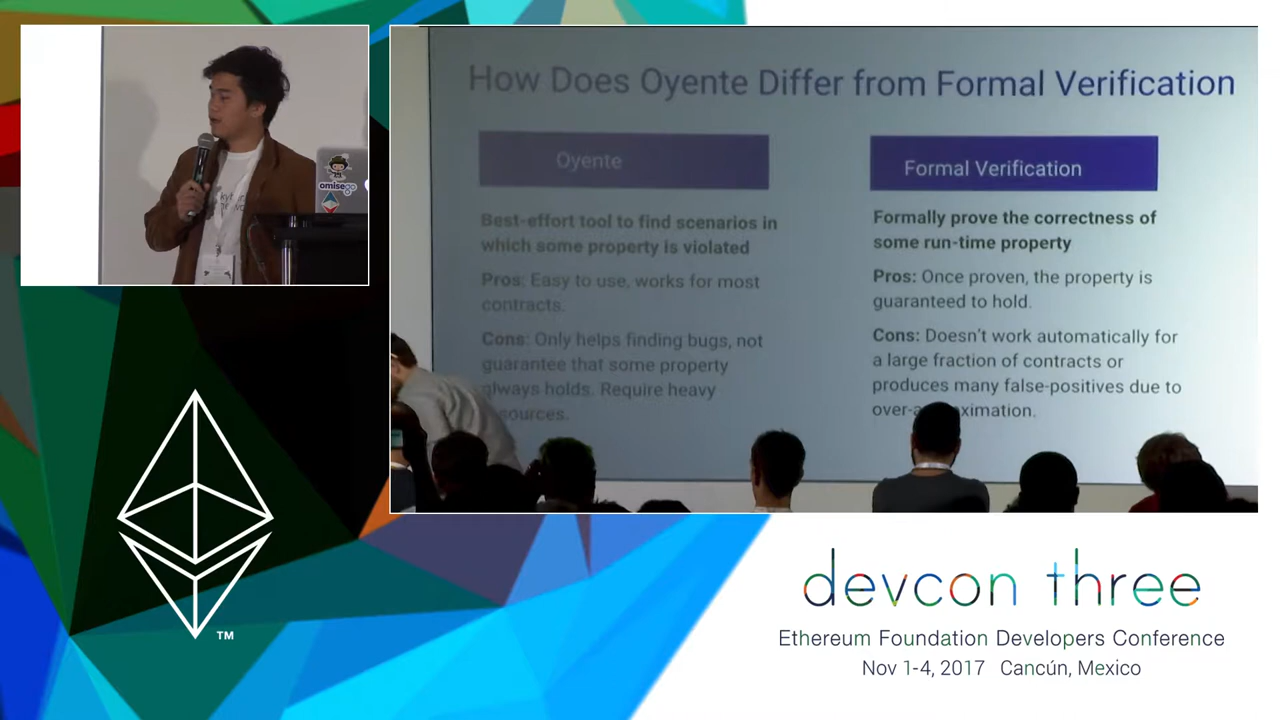 How Does Oyente Differ from Formal Verification
Oyente
Best-effort tool to find scenarios in
which some property is violated
Pros: Easy to use, works for most
contracts.
Cons: Only helps finding bugs, not
guarantee that some property
always holds. Require heavy
Formal Verification
Formally prove the correctness of
some run-time property
Pros: Once proven, the property is
guaranteed to hold.
Cons: Doesn't work automatically for
a large fraction of contracts or
produces many false-positives due to
omisego
TM
devcon three
Ethereum Foundation Developers Conference
Nov 1-4, 2017 Cancún, Mexico